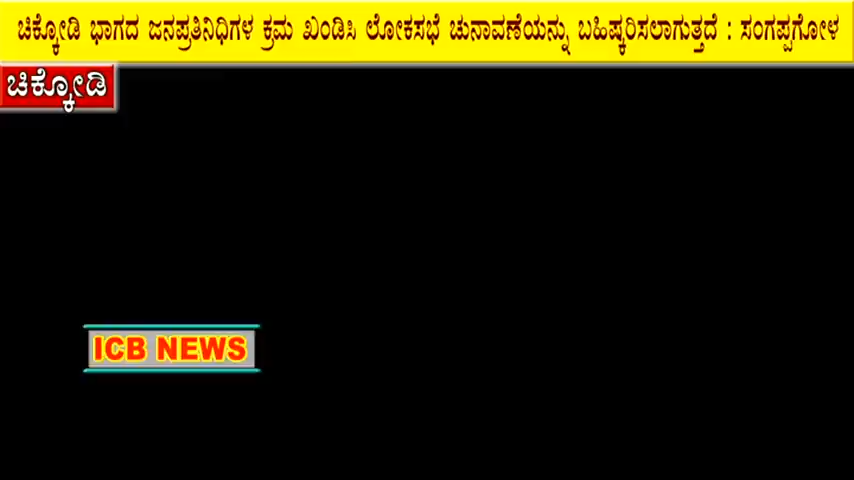 ಚಿಕ್ಕೋಡಿ ಭಾಗದ ಜನಪ್ರತಿನಿಧಿಗಳ ಕ್ರಮ ಖಂಡಿಸಿ ಲೋಕಸಭೆ ಚುನಾವಣೆಯನ್ನು ಬಹಿಷ್ಕರಿಸಲಾಗುತ್ತದೆ : ಸಂಗಪ್ಪಗೋಳ
ಚಿಕ್ಕೋಡಿ
ICB NEWS